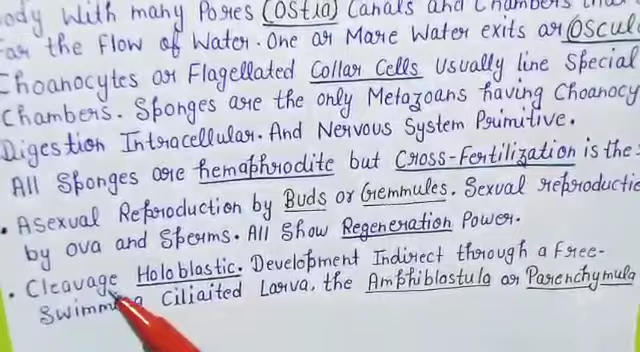 Body With many Pores (Ostia) Canals and Chambers
For the Flow of Water. One or More Water exits or Oscul
Choanocytes or Flagellated Collar Cells Usually line Special
Chambers. Sponges are the only Metazoans having Choanocy
Digestion Intracellular. And Nervous System Primitive.
All Sponges are hemaphrodite but Cross-Fertilization is the
• Asexual Reproduction by Buds or Gemmules. Sexual reproductio
by ova and Sperms. All Show Regeneration Power.
• Cleavage Holoblastic. Development Indirect through a Free-
Swimming Ciliaited Larva, the Amphiblastula or Parenchymula